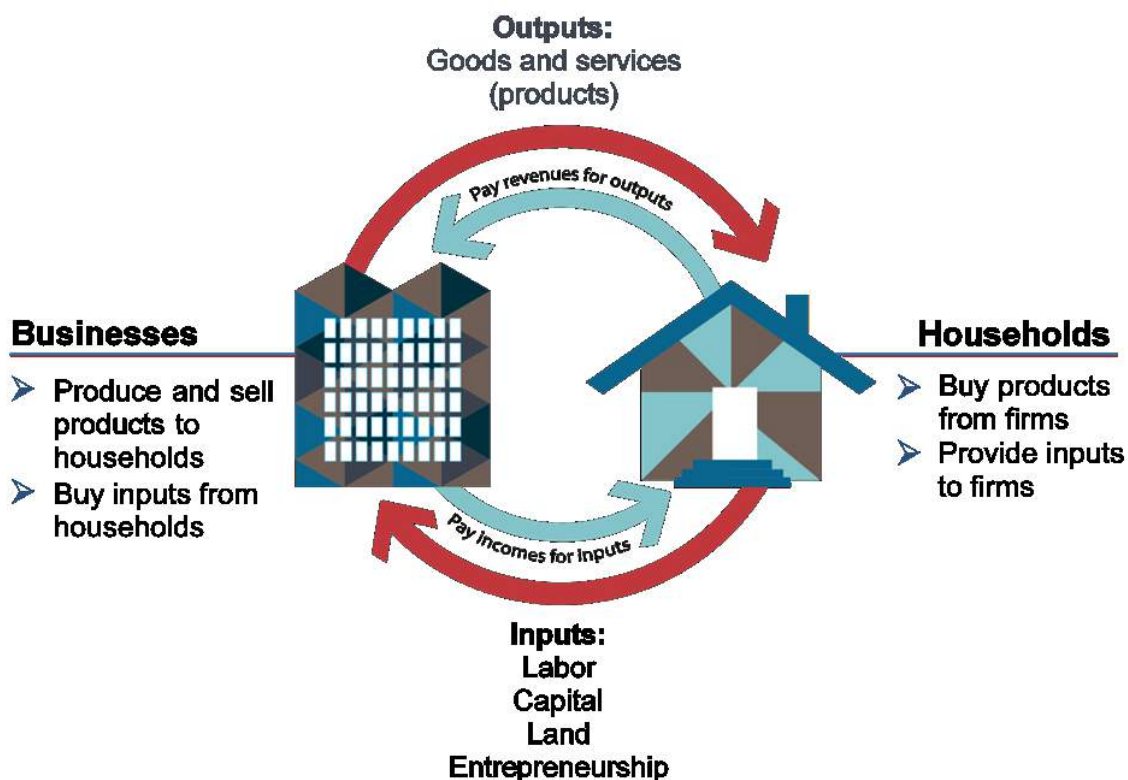 Outputs:
Goods and services
(products)
Pay revenues for outputs
Businesses
Produce and sell
products to
households
Buy inputs from
households
Households
Buy products
from firms
Provide inputs
to firms
Pay incomes for inputs
Inputs:
Labor
Capital
Land
Entrepreneurship